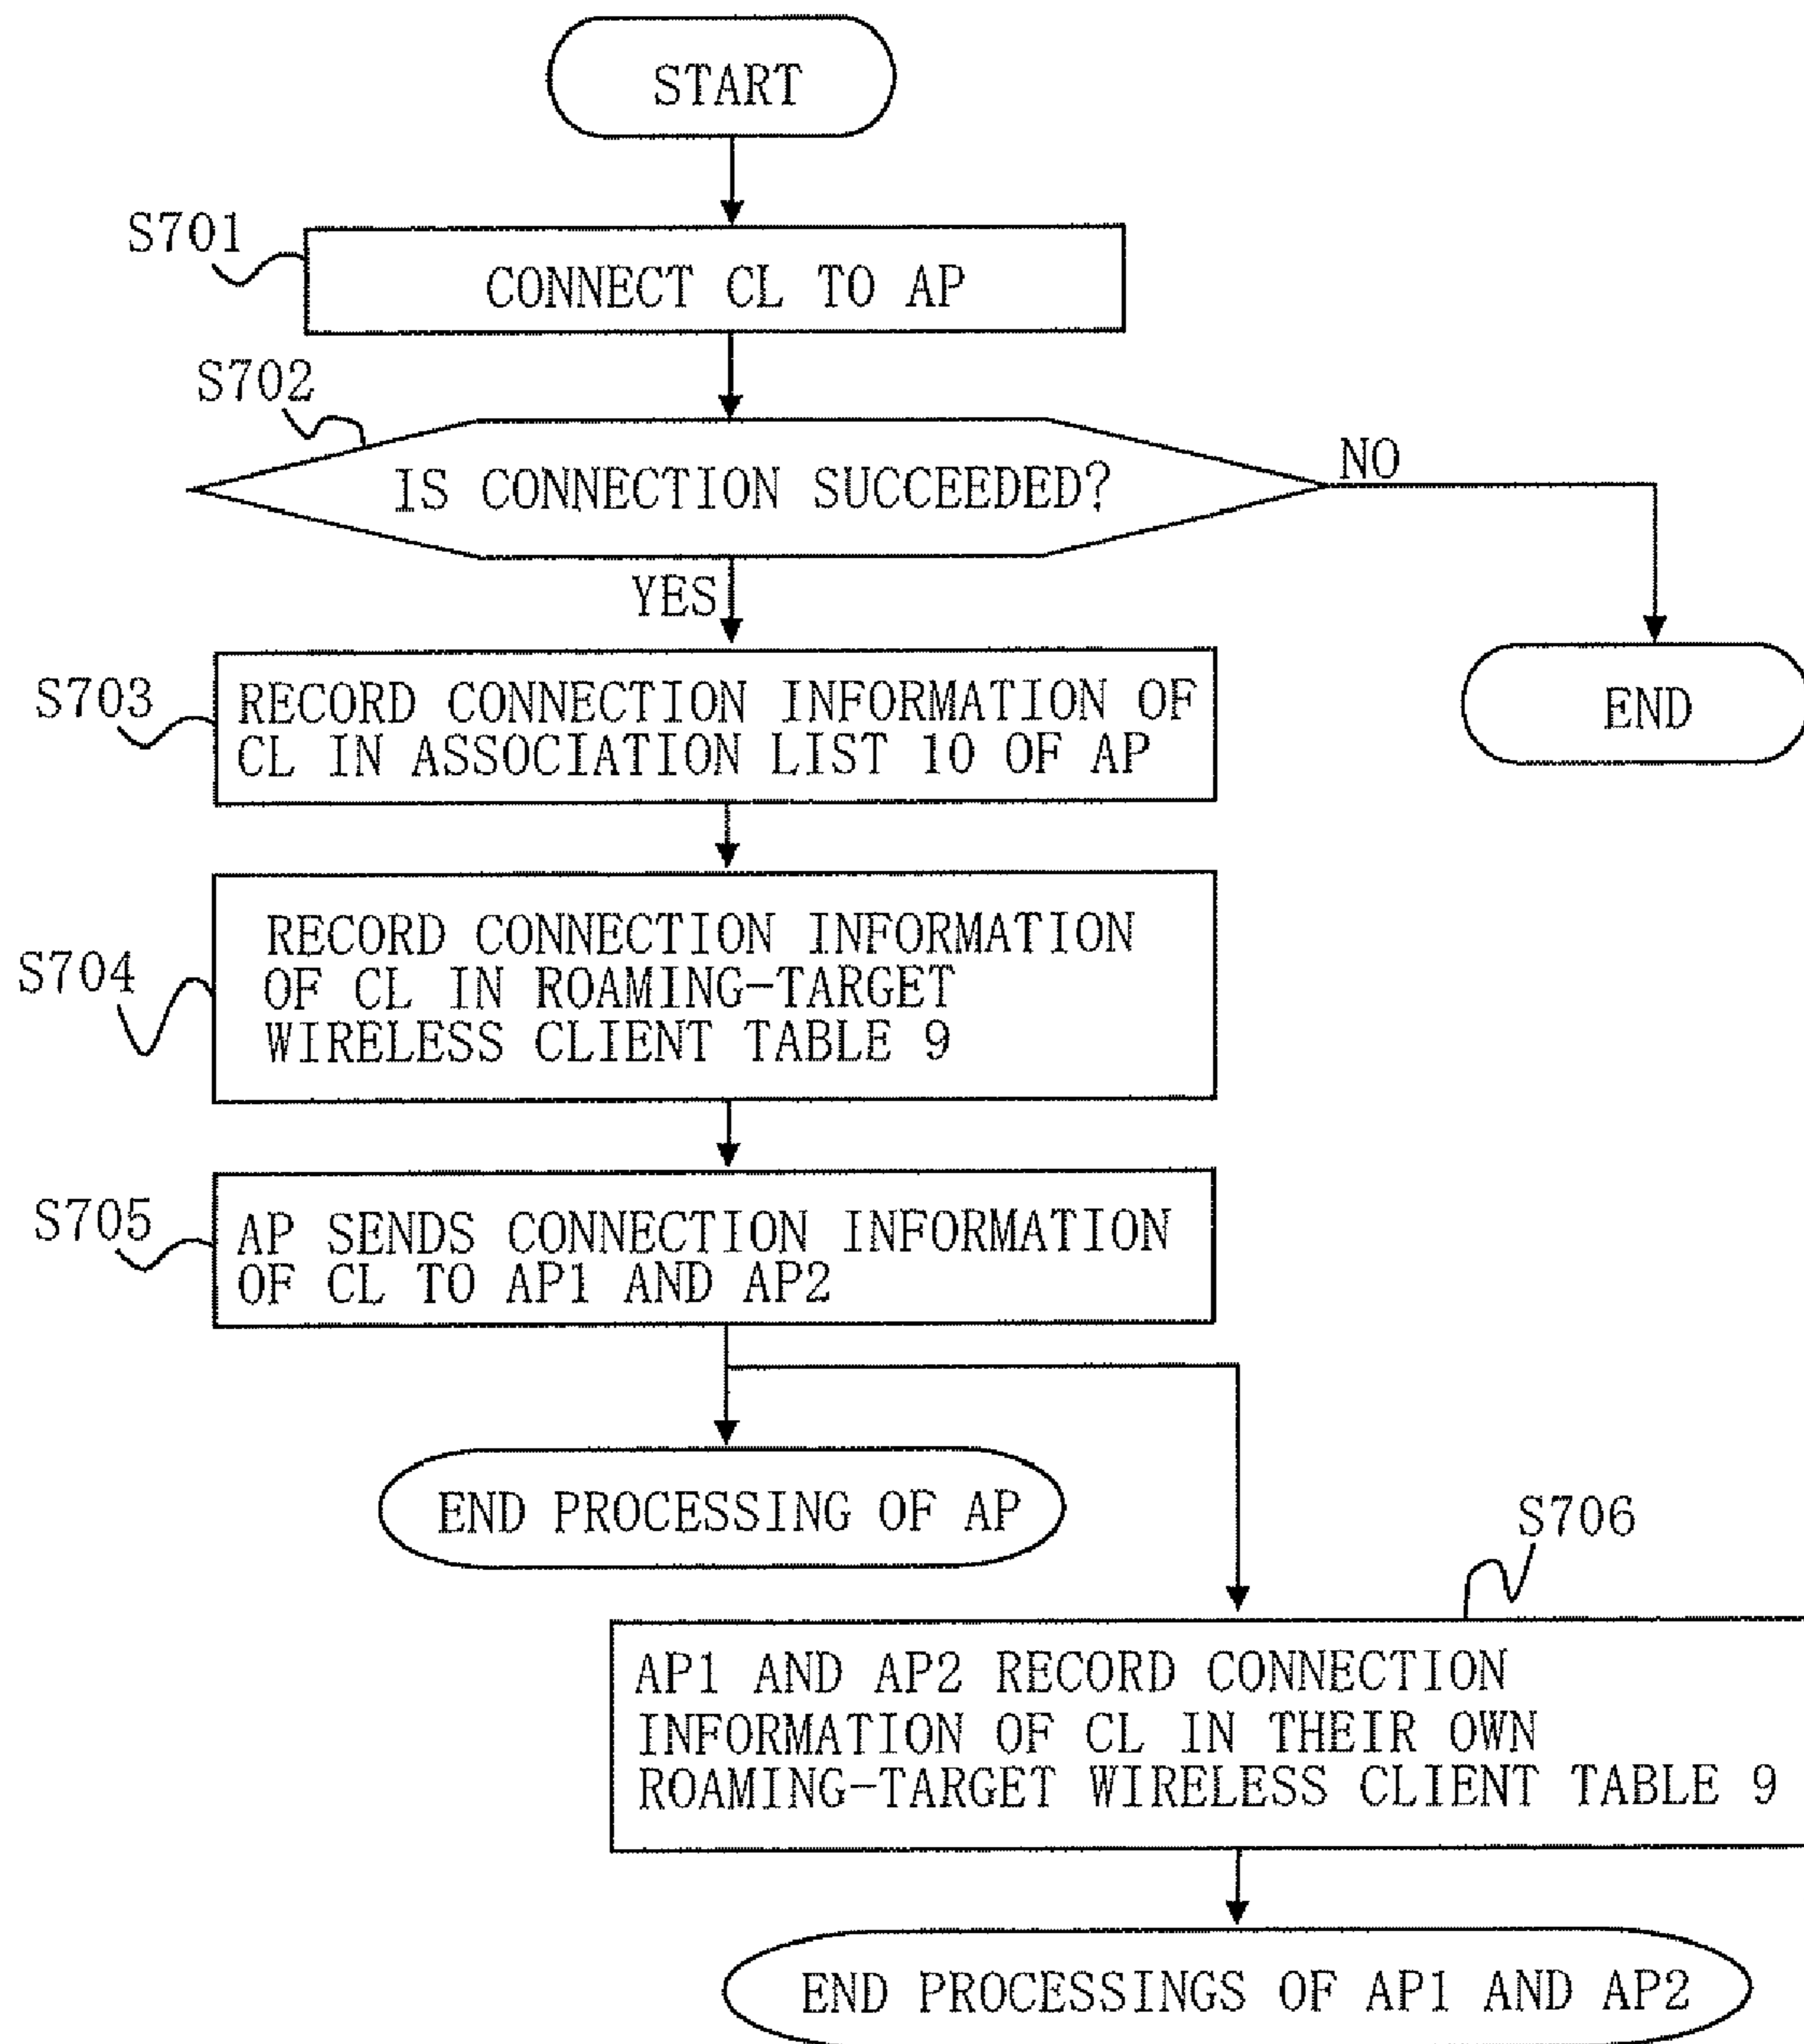 START
S701
CONNECT CL TO AP
S702
IS CONNECTION SUCCEEDED?
NO
YES
END
S703
RECORD CONNECTION INFORMATION OF
CL IN ASSOCIATION LIST 10 OF AP
S704
RECORD CONNECTION INFORMATION
OF CL IN ROAMING-TARGET
WIRELESS CLIENT TABLE 9
S705
AP SENDS CONNECTION INFORMATION
OF CL TO AP1 AND AP2
END PROCESSING OF AP
S706
AP1 AND AP2 RECORD CONNECTION
INFORMATION OF CL IN THEIR OWN
ROAMING-TARGET WIRELESS CLIENT TABLE 9
END PROCESSINGS OF AP1 AND AP2